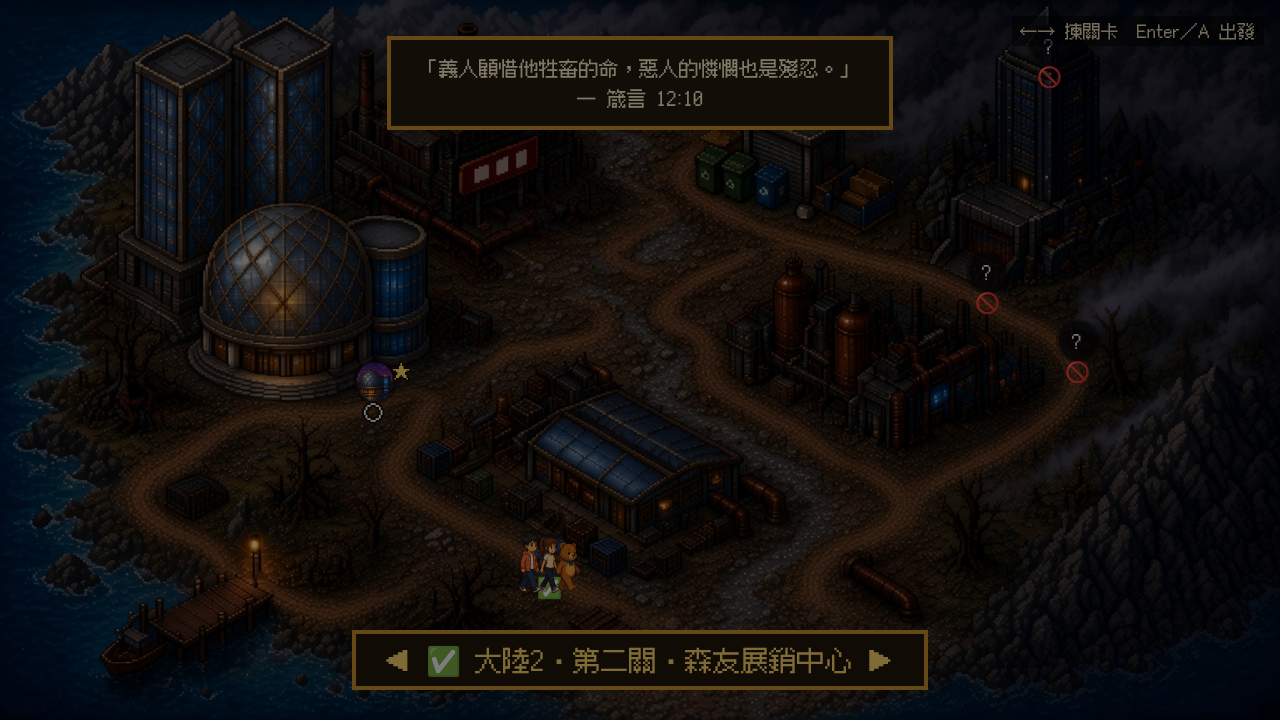 ←→ 揀關卡 Enter／A 出發
「義人顧惜他牲畜的命，惡人的憐憫也是殘忍。」
— 箴言 12:10
?
?
?
◀ ✅ 大陸2・第二關・森友展銷中心 ▶